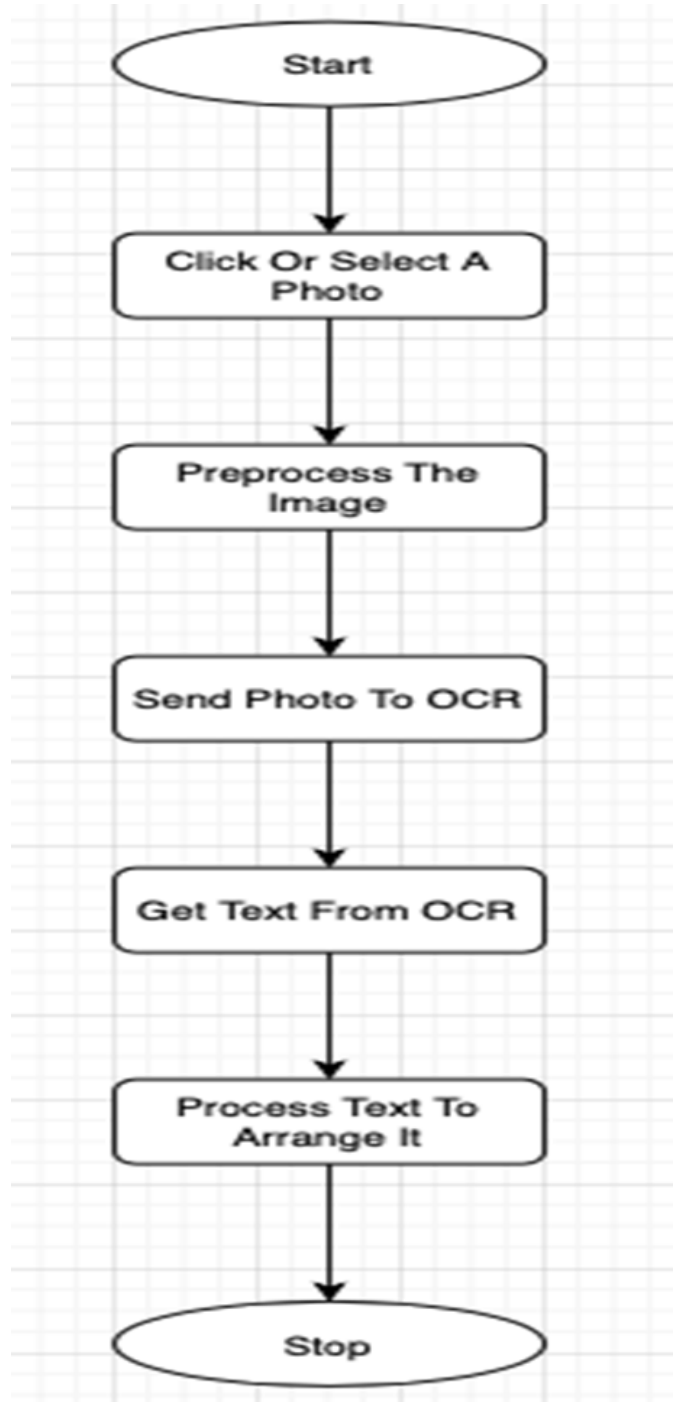 Start
Click Or Select A
Photo
Preprocess The
Image
Send Photo To OCR
Get Text From OCR
Process Text To
Arrange It
Stop